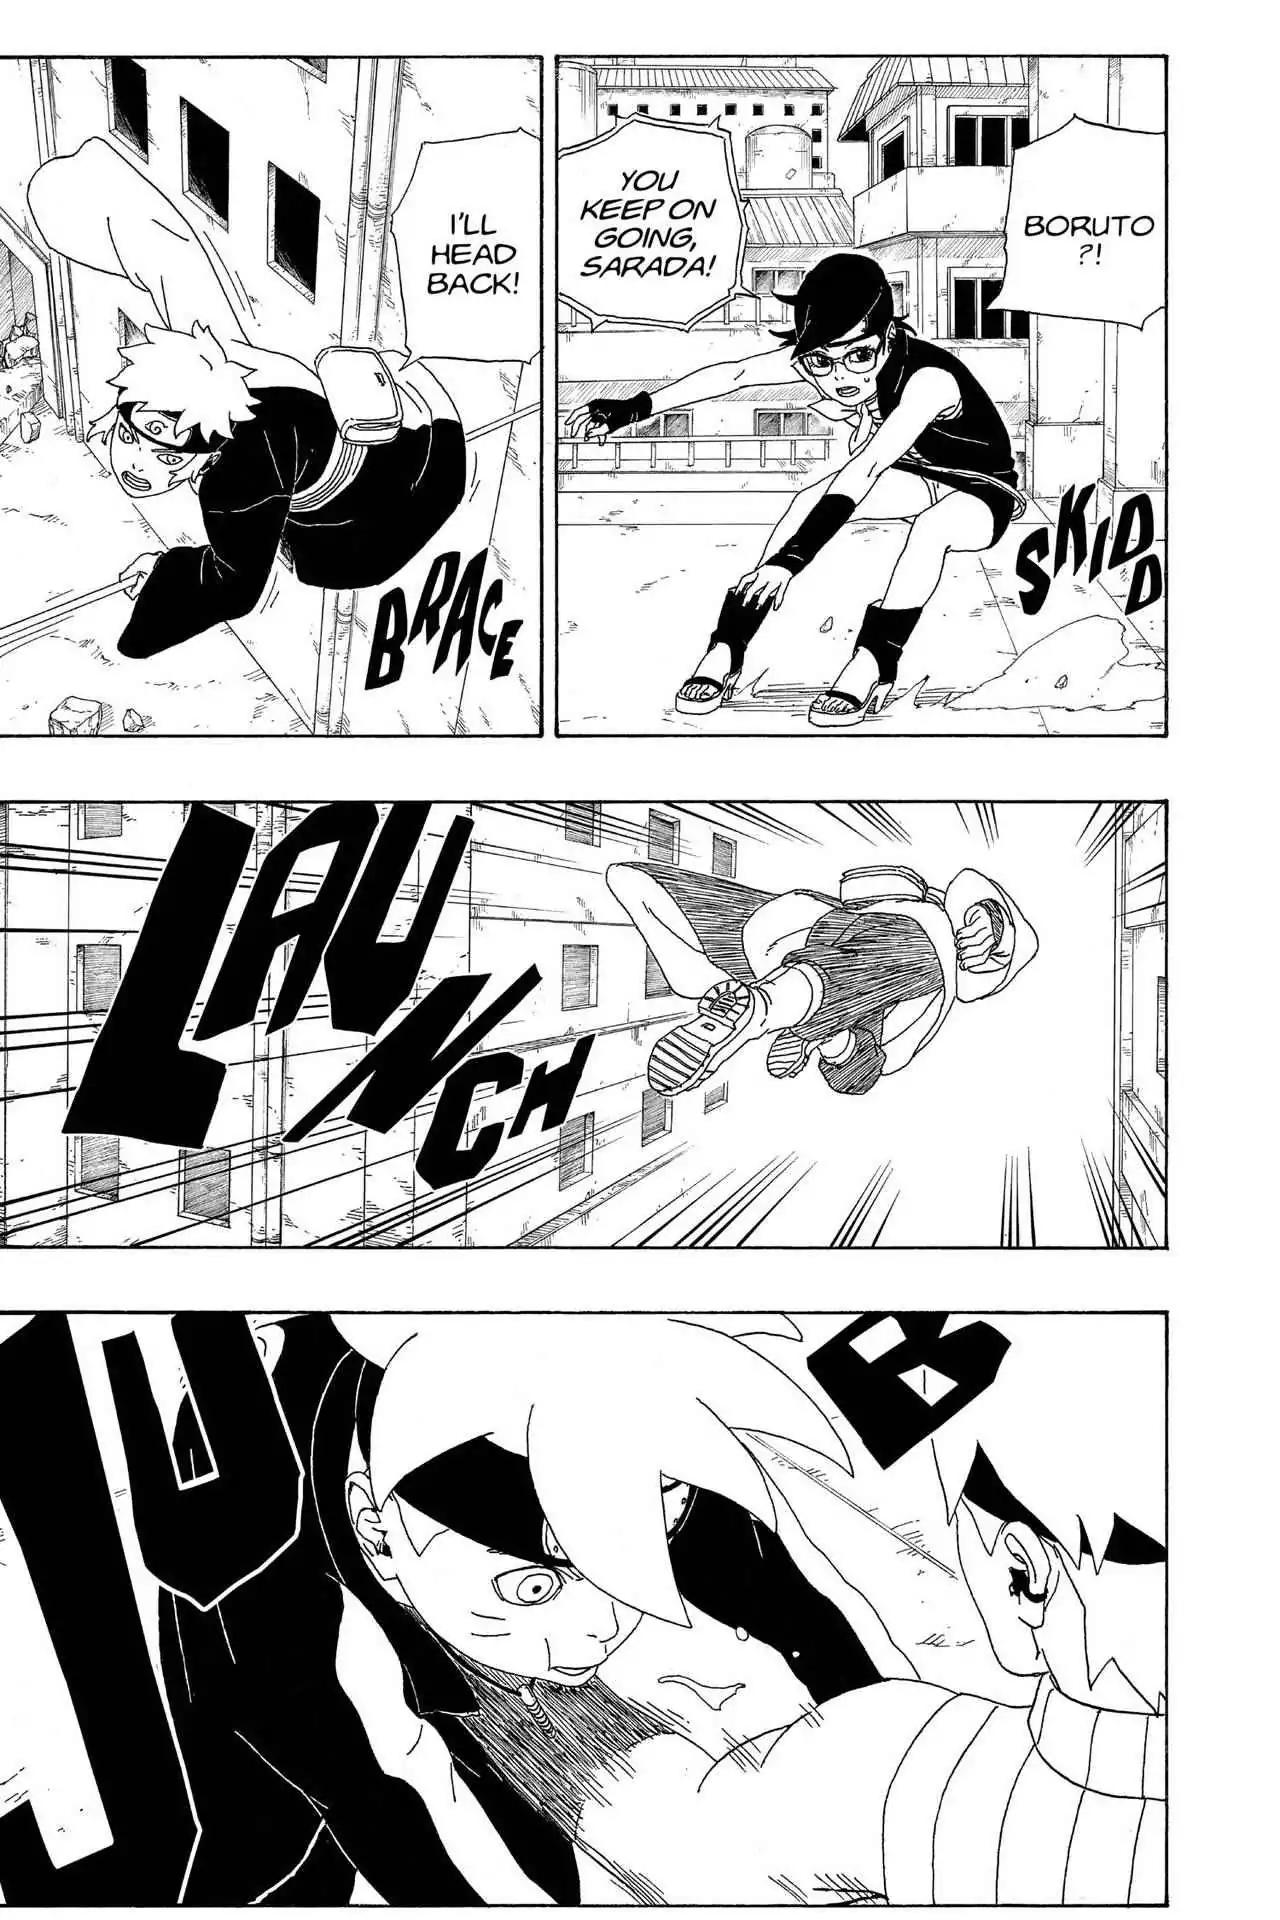 BORUTO
?!
YOU
KEEP ON
GOING,
SARADA!
SKIDD
I'LL
HEAD
BACK!
BRACE
LAUNCH